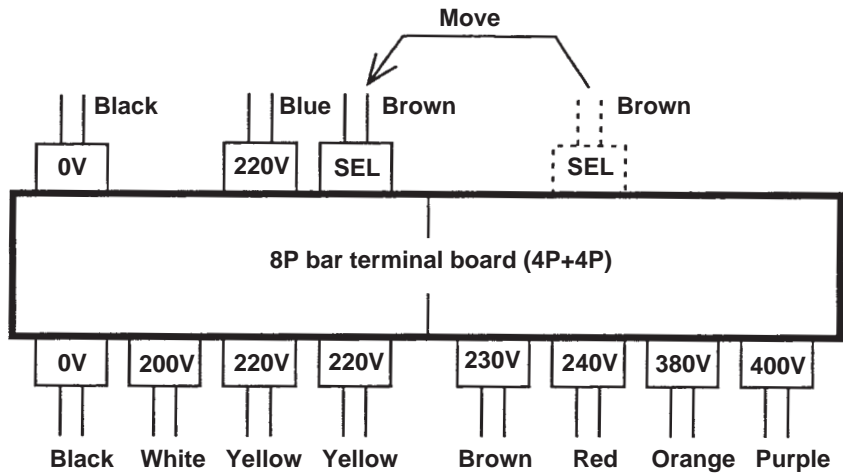 Move
Black Blue Brown Brown
0V 220V SEL SEL
8P bar terminal board (4P+4P)
0V 200V 220V 220V 230V 240V 380V 400V
Black White Yellow Yellow Brown Red Orange Purple